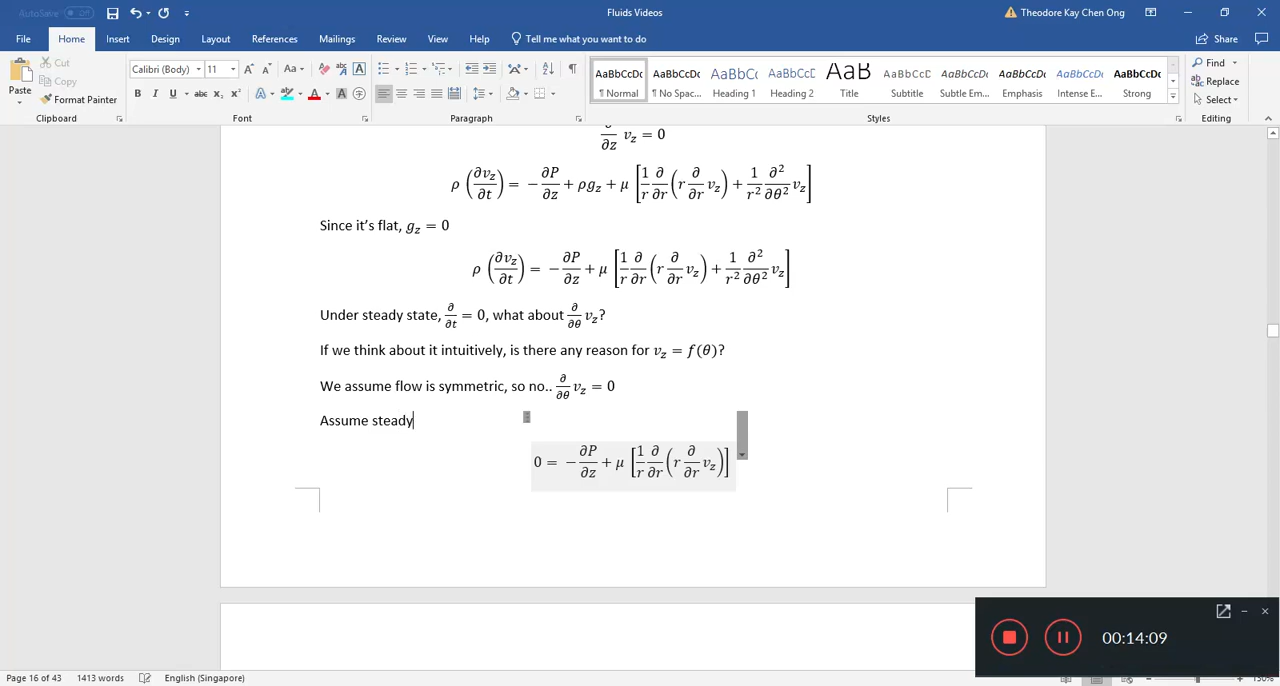 AutoSave Off
Fluids Videos
Theodore Kay Chen Ong
File Home Insert Design Layout References Mailings Review View Help Tell me what you want to do Share
Paste
Cut
Copy
Format Painter
Clipboard
Calibri (Body) 11
Font
Paragraph
AaBbCcDc AaBbCcDc AaBbC AaBbCcC AaB AaBbCcD AaBbCcDc AaBbCcDc AaBbCcDc AaBbCcDc
¶ Normal ¶ No Spac... Heading 1 Heading 2 Title Subtitle Subtle Em... Emphasis Intense E... Strong
Styles
Find
Replace
Select
Editing
∂/∂z v_z = 0
ρ (∂v_z/∂t) = −∂P/∂z + ρg_z + μ [1/r ∂/∂r (r ∂/∂r v_z) + 1/r² ∂²/∂θ² v_z]
Since it's flat, g_z = 0
ρ (∂v_z/∂t) = −∂P/∂z + μ [1/r ∂/∂r (r ∂/∂r v_z) + 1/r² ∂²/∂θ² v_z]
Under steady state, ∂/∂t = 0, what about ∂/∂θ v_z?
If we think about it intuitively, is there any reason for v_z = f(θ)?
We assume flow is symmetric, so no.. ∂/∂θ v_z = 0
Assume steady
0 = −∂P/∂z + μ [1/r ∂/∂r (r ∂/∂r v_z)]
00:14:09
Page 16 of 43 1413 words English (Singapore) 130%